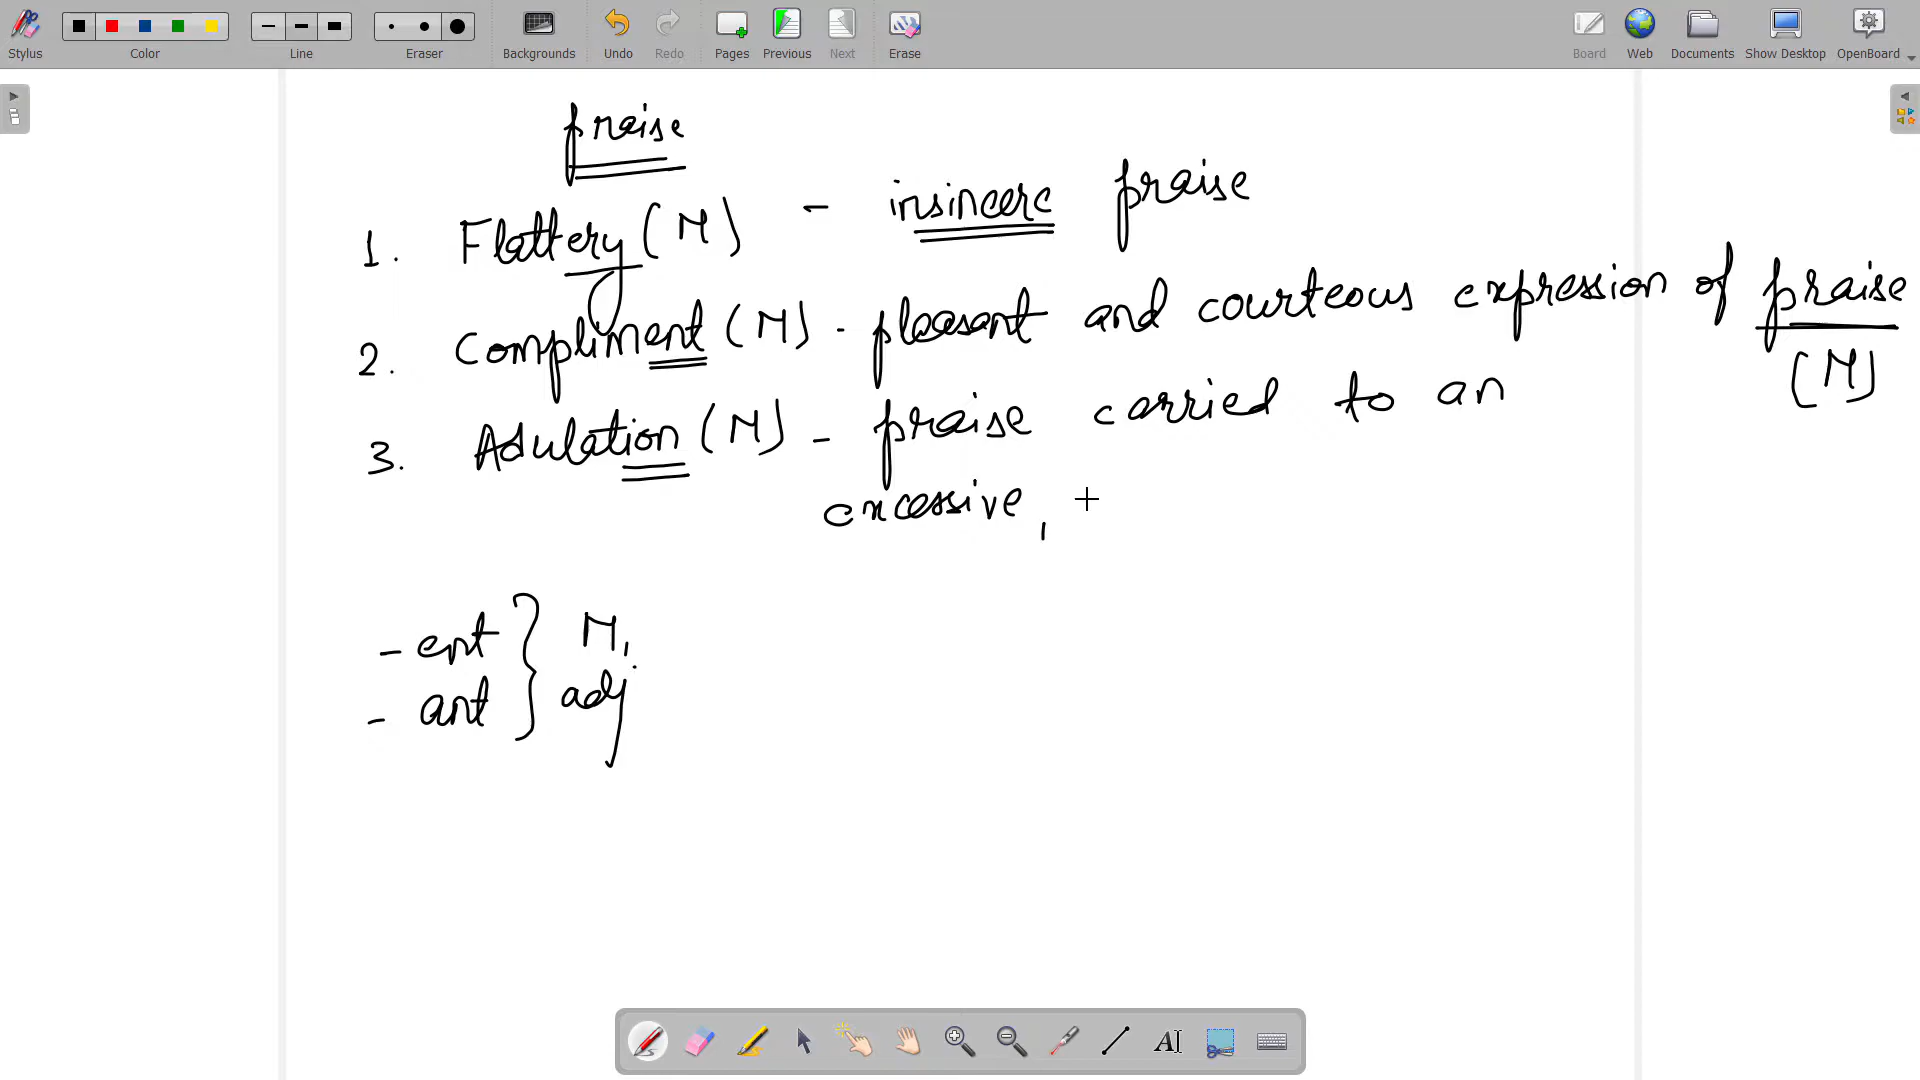 Stylus Color Line Eraser Backgrounds Undo Redo Pages Previous Next Erase Board Web Documents Show Desktop OpenBoard
praise
1. Flattery (N) - insincere praise
2. Compliment (N) - pleasant and courteous expression of praise (N)
3. Adulation (N) - praise carried to an
excessive,
- ent } N,
- ant } adj